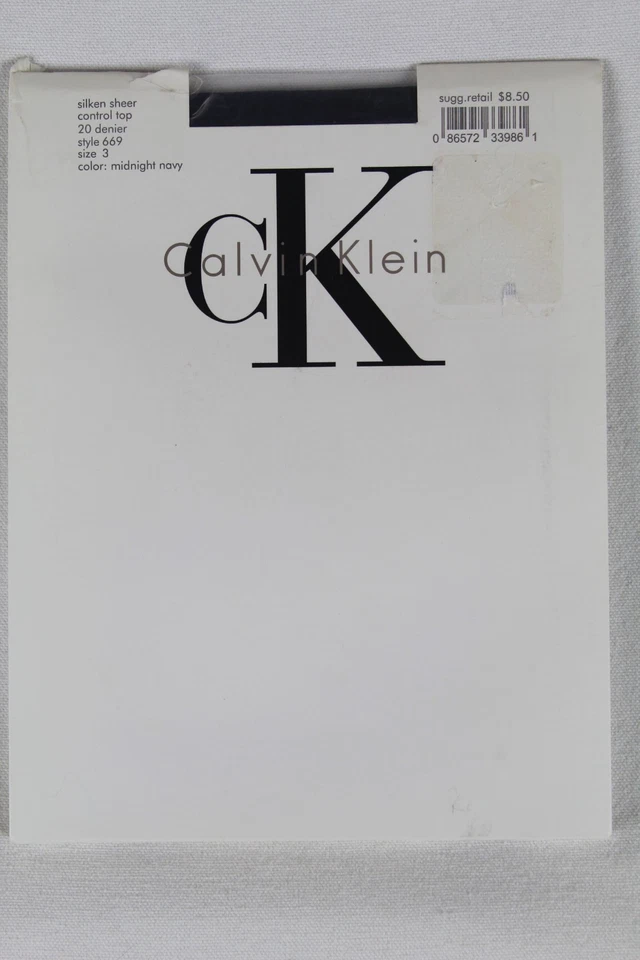 silken sheer
control top
20 denier
style 669
size 3
color: midnight navy
sugg.retail $8.50
0 86572 33986 1
cK
Calvin Klein